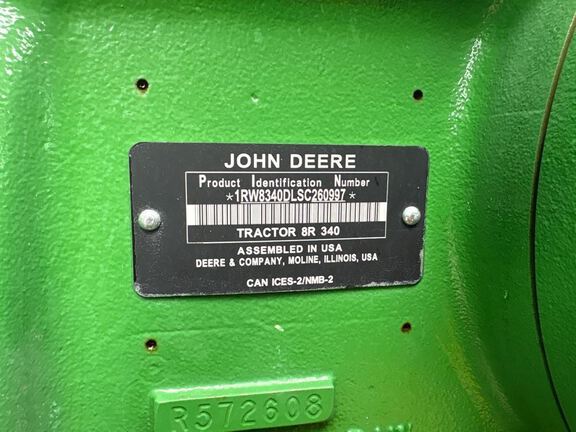 JOHN DEERE
Product Identification Number
*1RW8340DLSC260997*
TRACTOR 8R 340
ASSEMBLED IN USA
DEERE & COMPANY, MOLINE, ILLINOIS, USA
CAN ICES-2/NMB-2
R572608